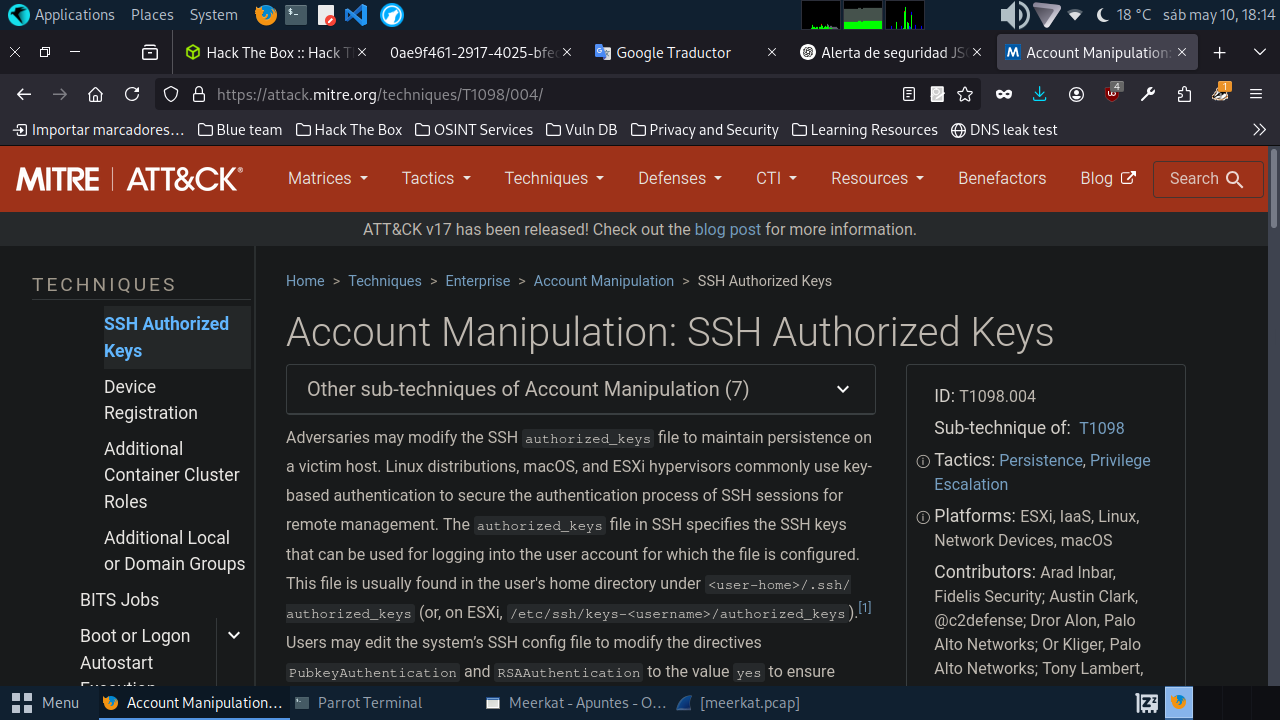 Applications Places System 18 °C sáb may 10, 18:14
Hack The Box :: Hack Th 0ae9f461-2917-4025-bfec Google Traductor Alerta de seguridad JSO Account Manipulation:
https://attack.mitre.org/techniques/T1098/004/ 4 1
Importar marcadores… Blue team Hack The Box OSINT Services Vuln DB Privacy and Security Learning Resources DNS leak test
MITRE | ATT&CK® Matrices Tactics Techniques Defenses CTI Resources Benefactors Blog Search
ATT&CK v17 has been released! Check out the blog post for more information.
TECHNIQUES
SSH Authorized
Keys
Device
Registration
Additional
Container Cluster
Roles
Additional Local
or Domain Groups
BITS Jobs
Boot or Logon
Autostart
Execution
Home > Techniques > Enterprise > Account Manipulation > SSH Authorized Keys
Account Manipulation: SSH Authorized Keys
Other sub-techniques of Account Manipulation (7)
Adversaries may modify the SSH authorized_keys file to maintain persistence on
a victim host. Linux distributions, macOS, and ESXi hypervisors commonly use key-
based authentication to secure the authentication process of SSH sessions for
remote management. The authorized_keys file in SSH specifies the SSH keys
that can be used for logging into the user account for which the file is configured.
This file is usually found in the user's home directory under <user-home>/.ssh/
authorized_keys (or, on ESXi, /etc/ssh/keys-<username>/authorized_keys).[1]
Users may edit the system's SSH config file to modify the directives
PubkeyAuthentication and RSAAuthentication to the value yes to ensure
ID: T1098.004
Sub-technique of: T1098
Tactics: Persistence, Privilege
Escalation
Platforms: ESXi, IaaS, Linux,
Network Devices, macOS
Contributors: Arad Inbar,
Fidelis Security; Austin Clark,
@c2defense; Dror Alon, Palo
Alto Networks; Or Kliger, Palo
Alto Networks; Tony Lambert,
Menu Account Manipulation… Parrot Terminal Meerkat - Apuntes - O… [meerkat.pcap]